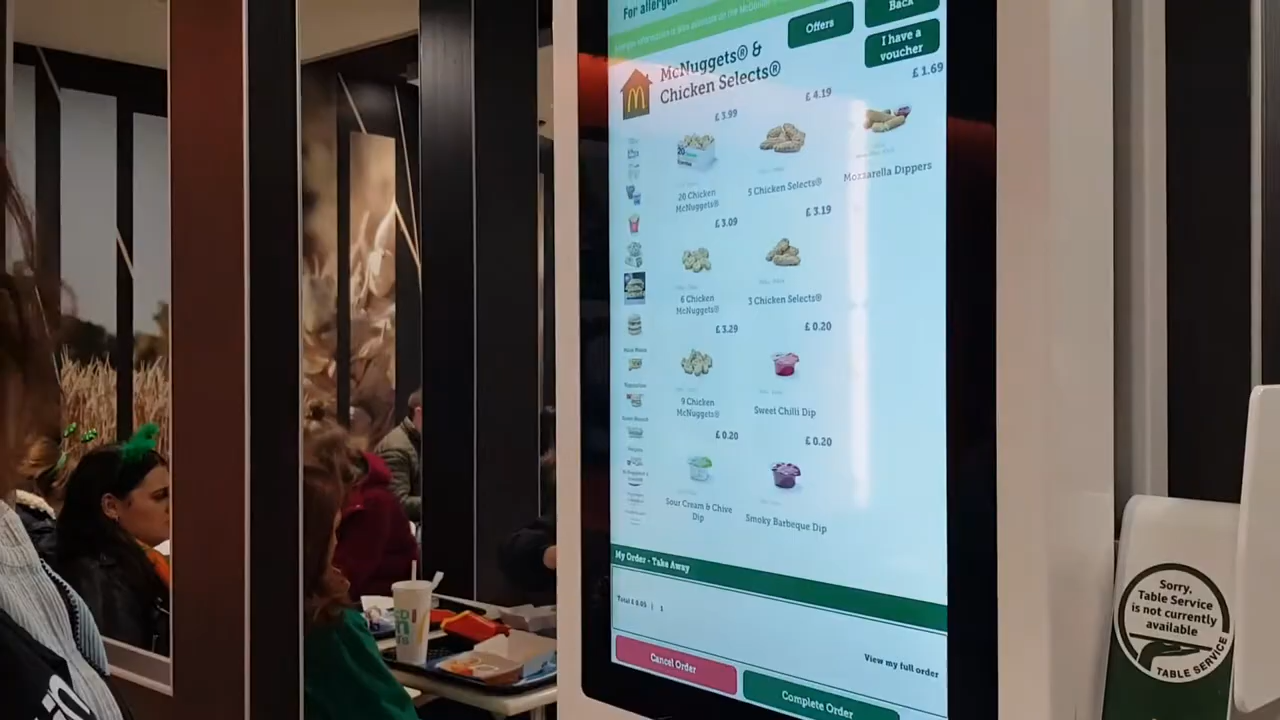 For allergen
Offers
Back
I have a
voucher
McNuggets® &
Chicken Selects®
£ 1.69
£ 3.99
£ 4.19
20 Chicken
McNuggets®
5 Chicken Selects®
Mozzarella Dippers
£ 3.09
£ 3.19
6 Chicken
McNuggets®
3 Chicken Selects®
£ 3.29
£ 0.20
9 Chicken
McNuggets®
Sweet Chilli Dip
£ 0.20
£ 0.20
Sour Cream & Chive
Dip
Smoky Barbeque Dip
My Order - Take Away
View my full order
Cancel Order
Complete Order
Sorry,
Table Service
is not currently
available
TABLE SERVICE